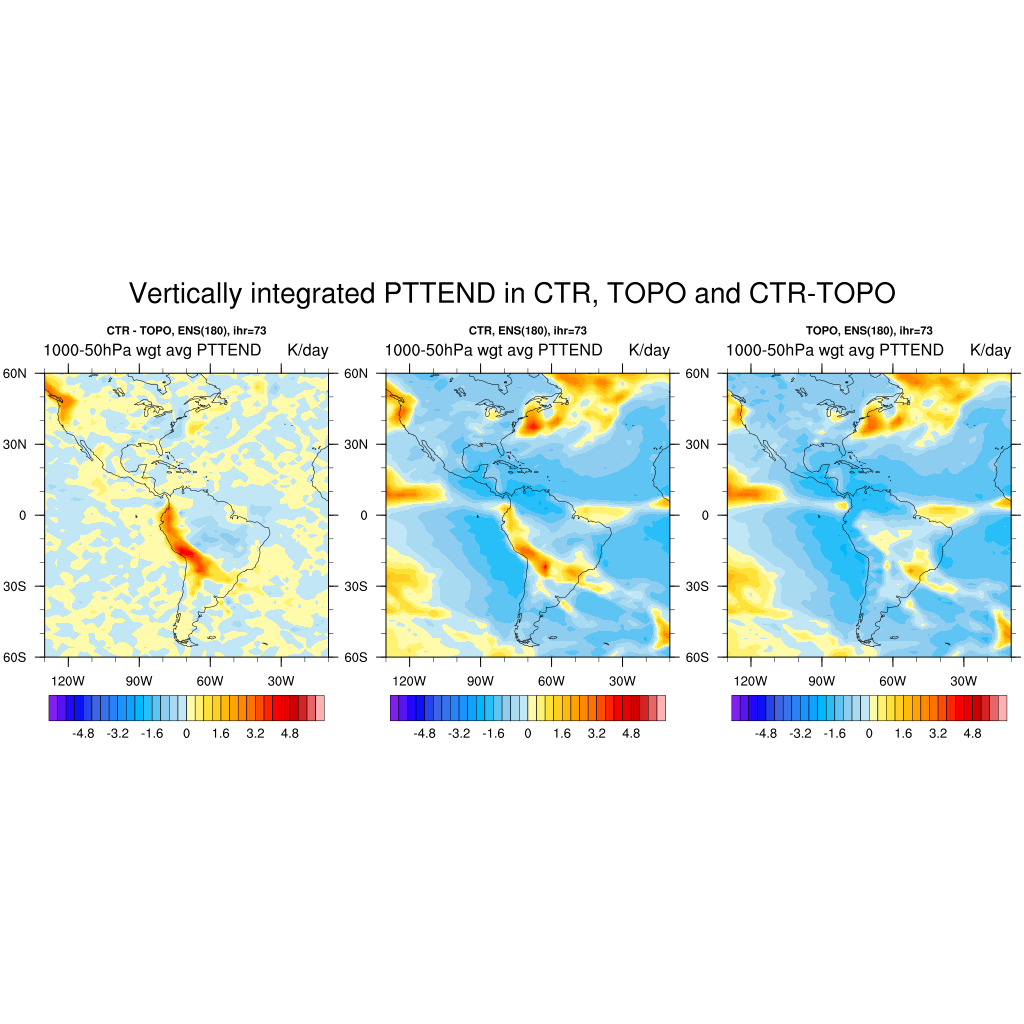 Vertically integrated PTTEND in CTR, TOPO and CTR-TOPO
CTR - TOPO, ENS(180), ihr=73
1000-50hPa wgt avg PTTEND K/day
60N
30N
0
30S
60S
120W 90W 60W 30W
-4.8 -3.2 -1.6 0 1.6 3.2 4.8
CTR, ENS(180), ihr=73
1000-50hPa wgt avg PTTEND K/day
60N
30N
0
30S
60S
120W 90W 60W 30W
-4.8 -3.2 -1.6 0 1.6 3.2 4.8
TOPO, ENS(180), ihr=73
1000-50hPa wgt avg PTTEND K/day
60N
30N
0
30S
60S
120W 90W 60W 30W
-4.8 -3.2 -1.6 0 1.6 3.2 4.8